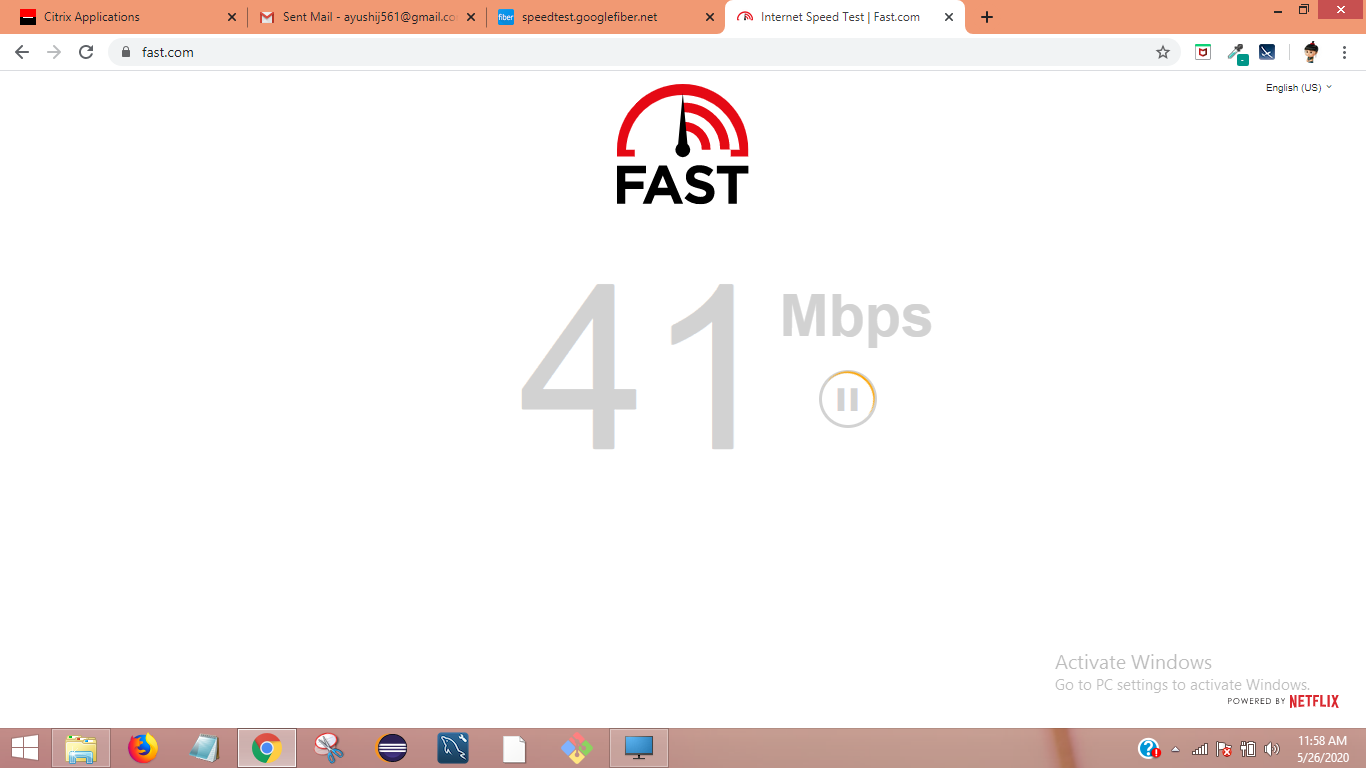 Citrix Applications
Sent Mail - ayushij561@gmail.co
fiber
speedtest.googlefiber.net
Internet Speed Test | Fast.com
fast.com
English (US)
FAST
41 Mbps
Activate Windows
Go to PC settings to activate Windows.
POWERED BY NETFLIX
11:58 AM
5/26/2020